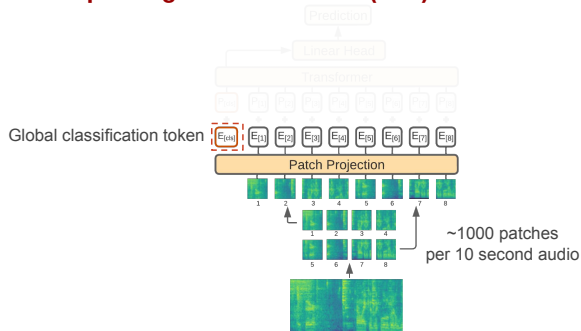 Prediction
Linear Head
Transformer
Global classification token
E[cls] E[1] E[2] E[3] E[4] E[5] E[6] E[7] E[8]
Patch Projection
1 2 3 4 5 6 7 8
1 2 3 4
5 6 7 8
~1000 patches
per 10 second audio